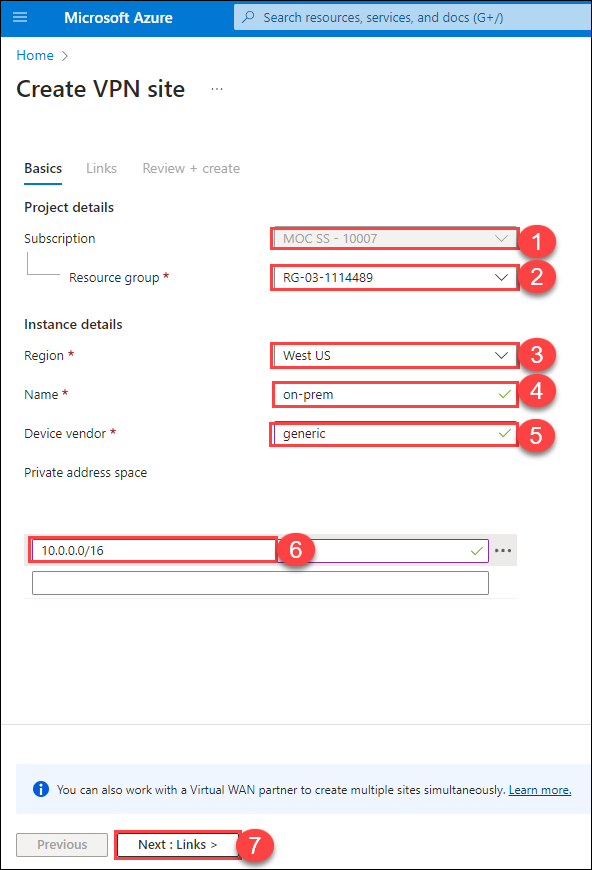 Microsoft Azure
Search resources, services, and docs (G+/)
Home >
Create VPN site ...
Basics Links Review + create
Project details
Subscription MOC SS - 10007 1
Resource group * RG-03-1114489 2
Instance details
Region * West US 3
Name * on-prem 4
Device vendor * generic 5
Private address space
10.0.0.0/16 6 ...
You can also work with a Virtual WAN partner to create multiple sites simultaneously. Learn more.
Previous Next : Links > 7